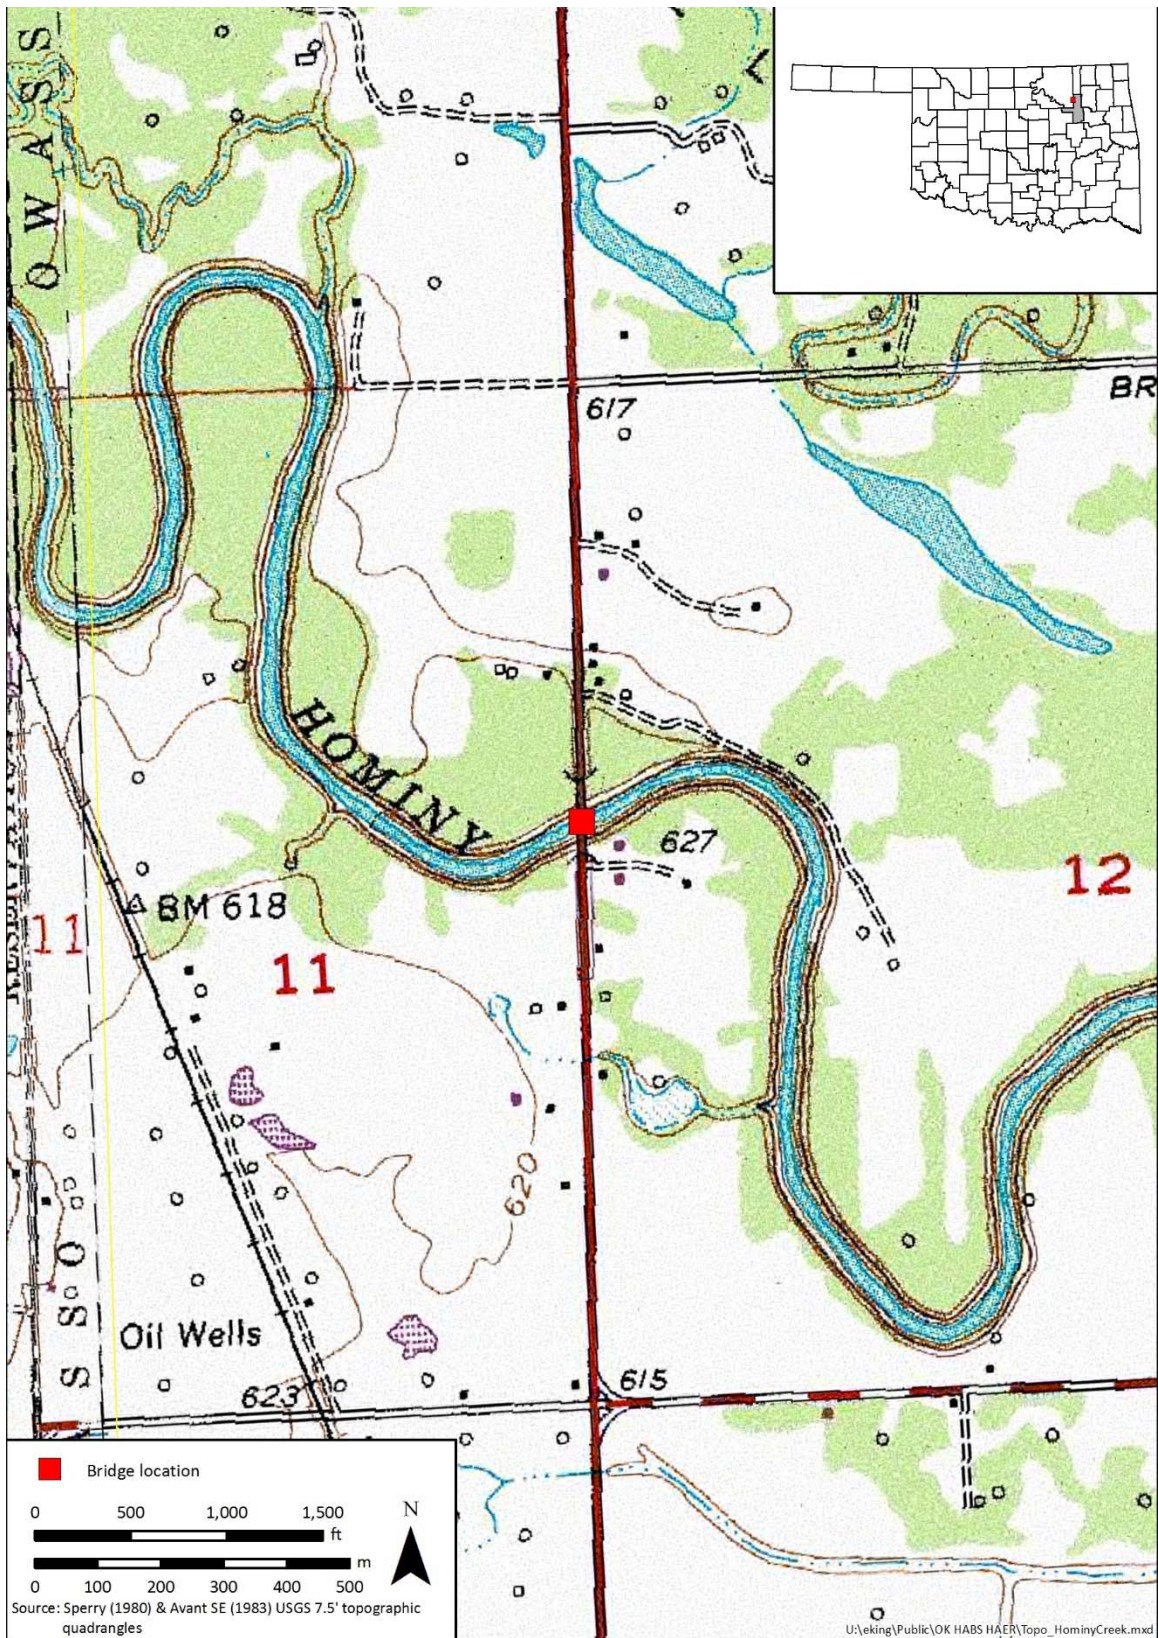 OWASS
617
BR
HOMINY
627
12
BM 618
11
11
620
S S O
Oil Wells
623
615
Bridge location
0 500 1,000 1,500
ft
N
m
0 100 200 300 400 500
Source: Sperry (1980) & Avant SE (1983) USGS 7.5' topographic
quadrangles
U:\eking\Public\OK HABS HAER\Topo_HominyCreek.mxd